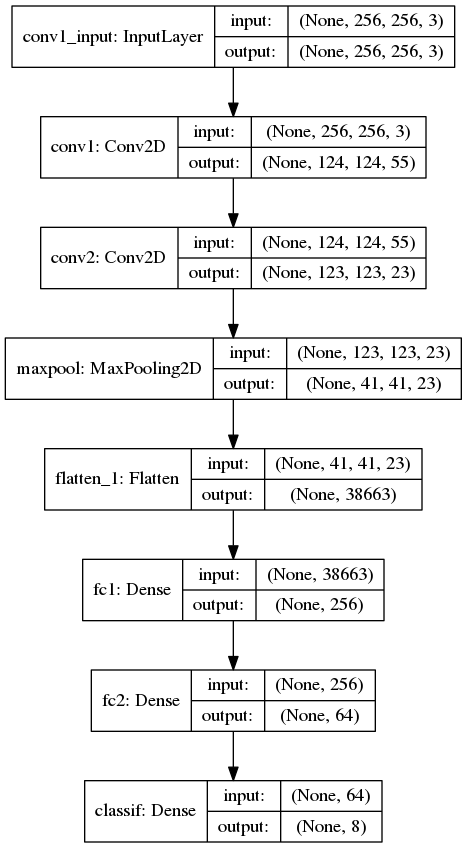 conv1_input: InputLayer
input: (None, 256, 256, 3)
output: (None, 256, 256, 3)
conv1: Conv2D
input: (None, 256, 256, 3)
output: (None, 124, 124, 55)
conv2: Conv2D
input: (None, 124, 124, 55)
output: (None, 123, 123, 23)
maxpool: MaxPooling2D
input: (None, 123, 123, 23)
output: (None, 41, 41, 23)
flatten_1: Flatten
input: (None, 41, 41, 23)
output: (None, 38663)
fc1: Dense
input: (None, 38663)
output: (None, 256)
fc2: Dense
input: (None, 256)
output: (None, 64)
classif: Dense
input: (None, 64)
output: (None, 8)